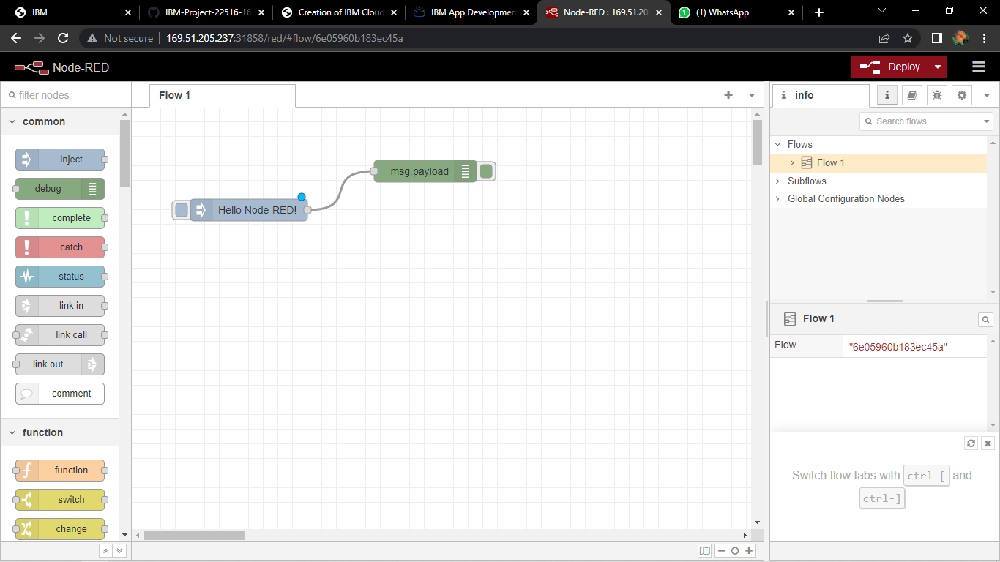 IBM
IBM-Project-22516-16
Creation of IBM Cloud
IBM App Developmen
Node-RED : 169.51.20
(1) WhatsApp
Not secure
169.51.205.237:31858/red/#flow/6e05960b183ec45a
Node-RED
Deploy
filter nodes
Flow 1
info
common
Search flows
inject
debug
complete
catch
status
link in
link call
link out
comment
function
function
switch
change
Hello Node-RED!
msg.payload
Flows
Flow 1
Subflows
Global Configuration Nodes
Flow 1
Flow
"6e05960b183ec45a"
Switch flow tabs with ctrl-[ and
ctrl-]